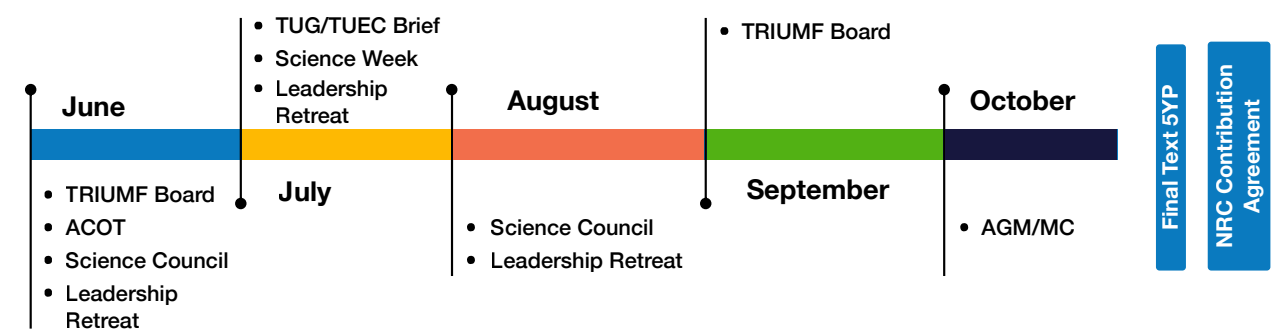 June
• TRIUMF Board
• ACOT
• Science Council
• Leadership
Retreat
• TUG/TUEC Brief
• Science Week
• Leadership
Retreat
July
August
• Science Council
• Leadership Retreat
• TRIUMF Board
September
October
• AGM/MC
Final Text 5YP
NRC Contribution
Agreement